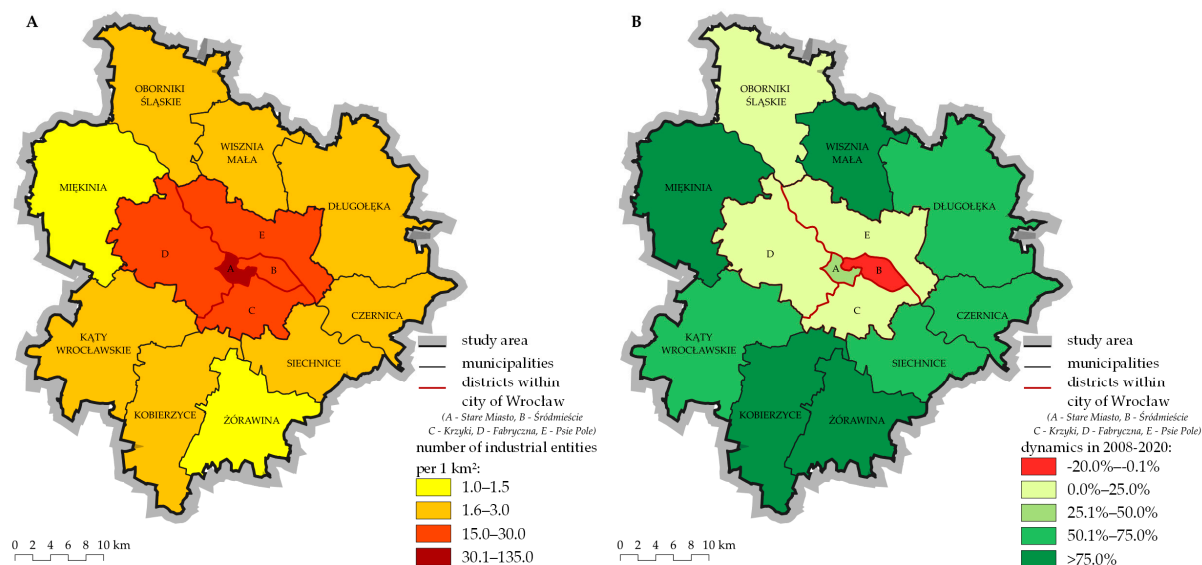 A
OBORNIKI
ŚLĄSKIE
WISZNIA
MAŁA
MIĘKINIA
DŁUGOŁĘKA
E
D
A
B
C
CZERNICA
KĄTY
WROCŁAWSKIE
SIECHNICE
KOBIERZYCE
ŻÓRAWINA
study area
municipalities
districts within
city of Wrocław
(A - Stare Miasto, B - Śródmieście
C - Krzyki, D - Fabryczna, E - Psie Pole)
number of industrial entities
per 1 km²:
1.0–1.5
1.6–3.0
15.0–30.0
30.1–135.0
0 2 4 6 8 10 km
B
OBORNIKI
ŚLĄSKIE
WISZNIA
MAŁA
MIĘKINIA
DŁUGOŁĘKA
E
D
A
B
C
CZERNICA
KĄTY
WROCŁAWSKIE
SIECHNICE
KOBIERZYCE
ŻÓRAWINA
study area
municipalities
districts within
city of Wrocław
(A - Stare Miasto, B - Śródmieście
C - Krzyki, D - Fabryczna, E - Psie Pole)
dynamics in 2008-2020:
-20.0%–-0.1%
0.0%–25.0%
25.1%–50.0%
50.1%–75.0%
>75.0%
0 2 4 6 8 10 km